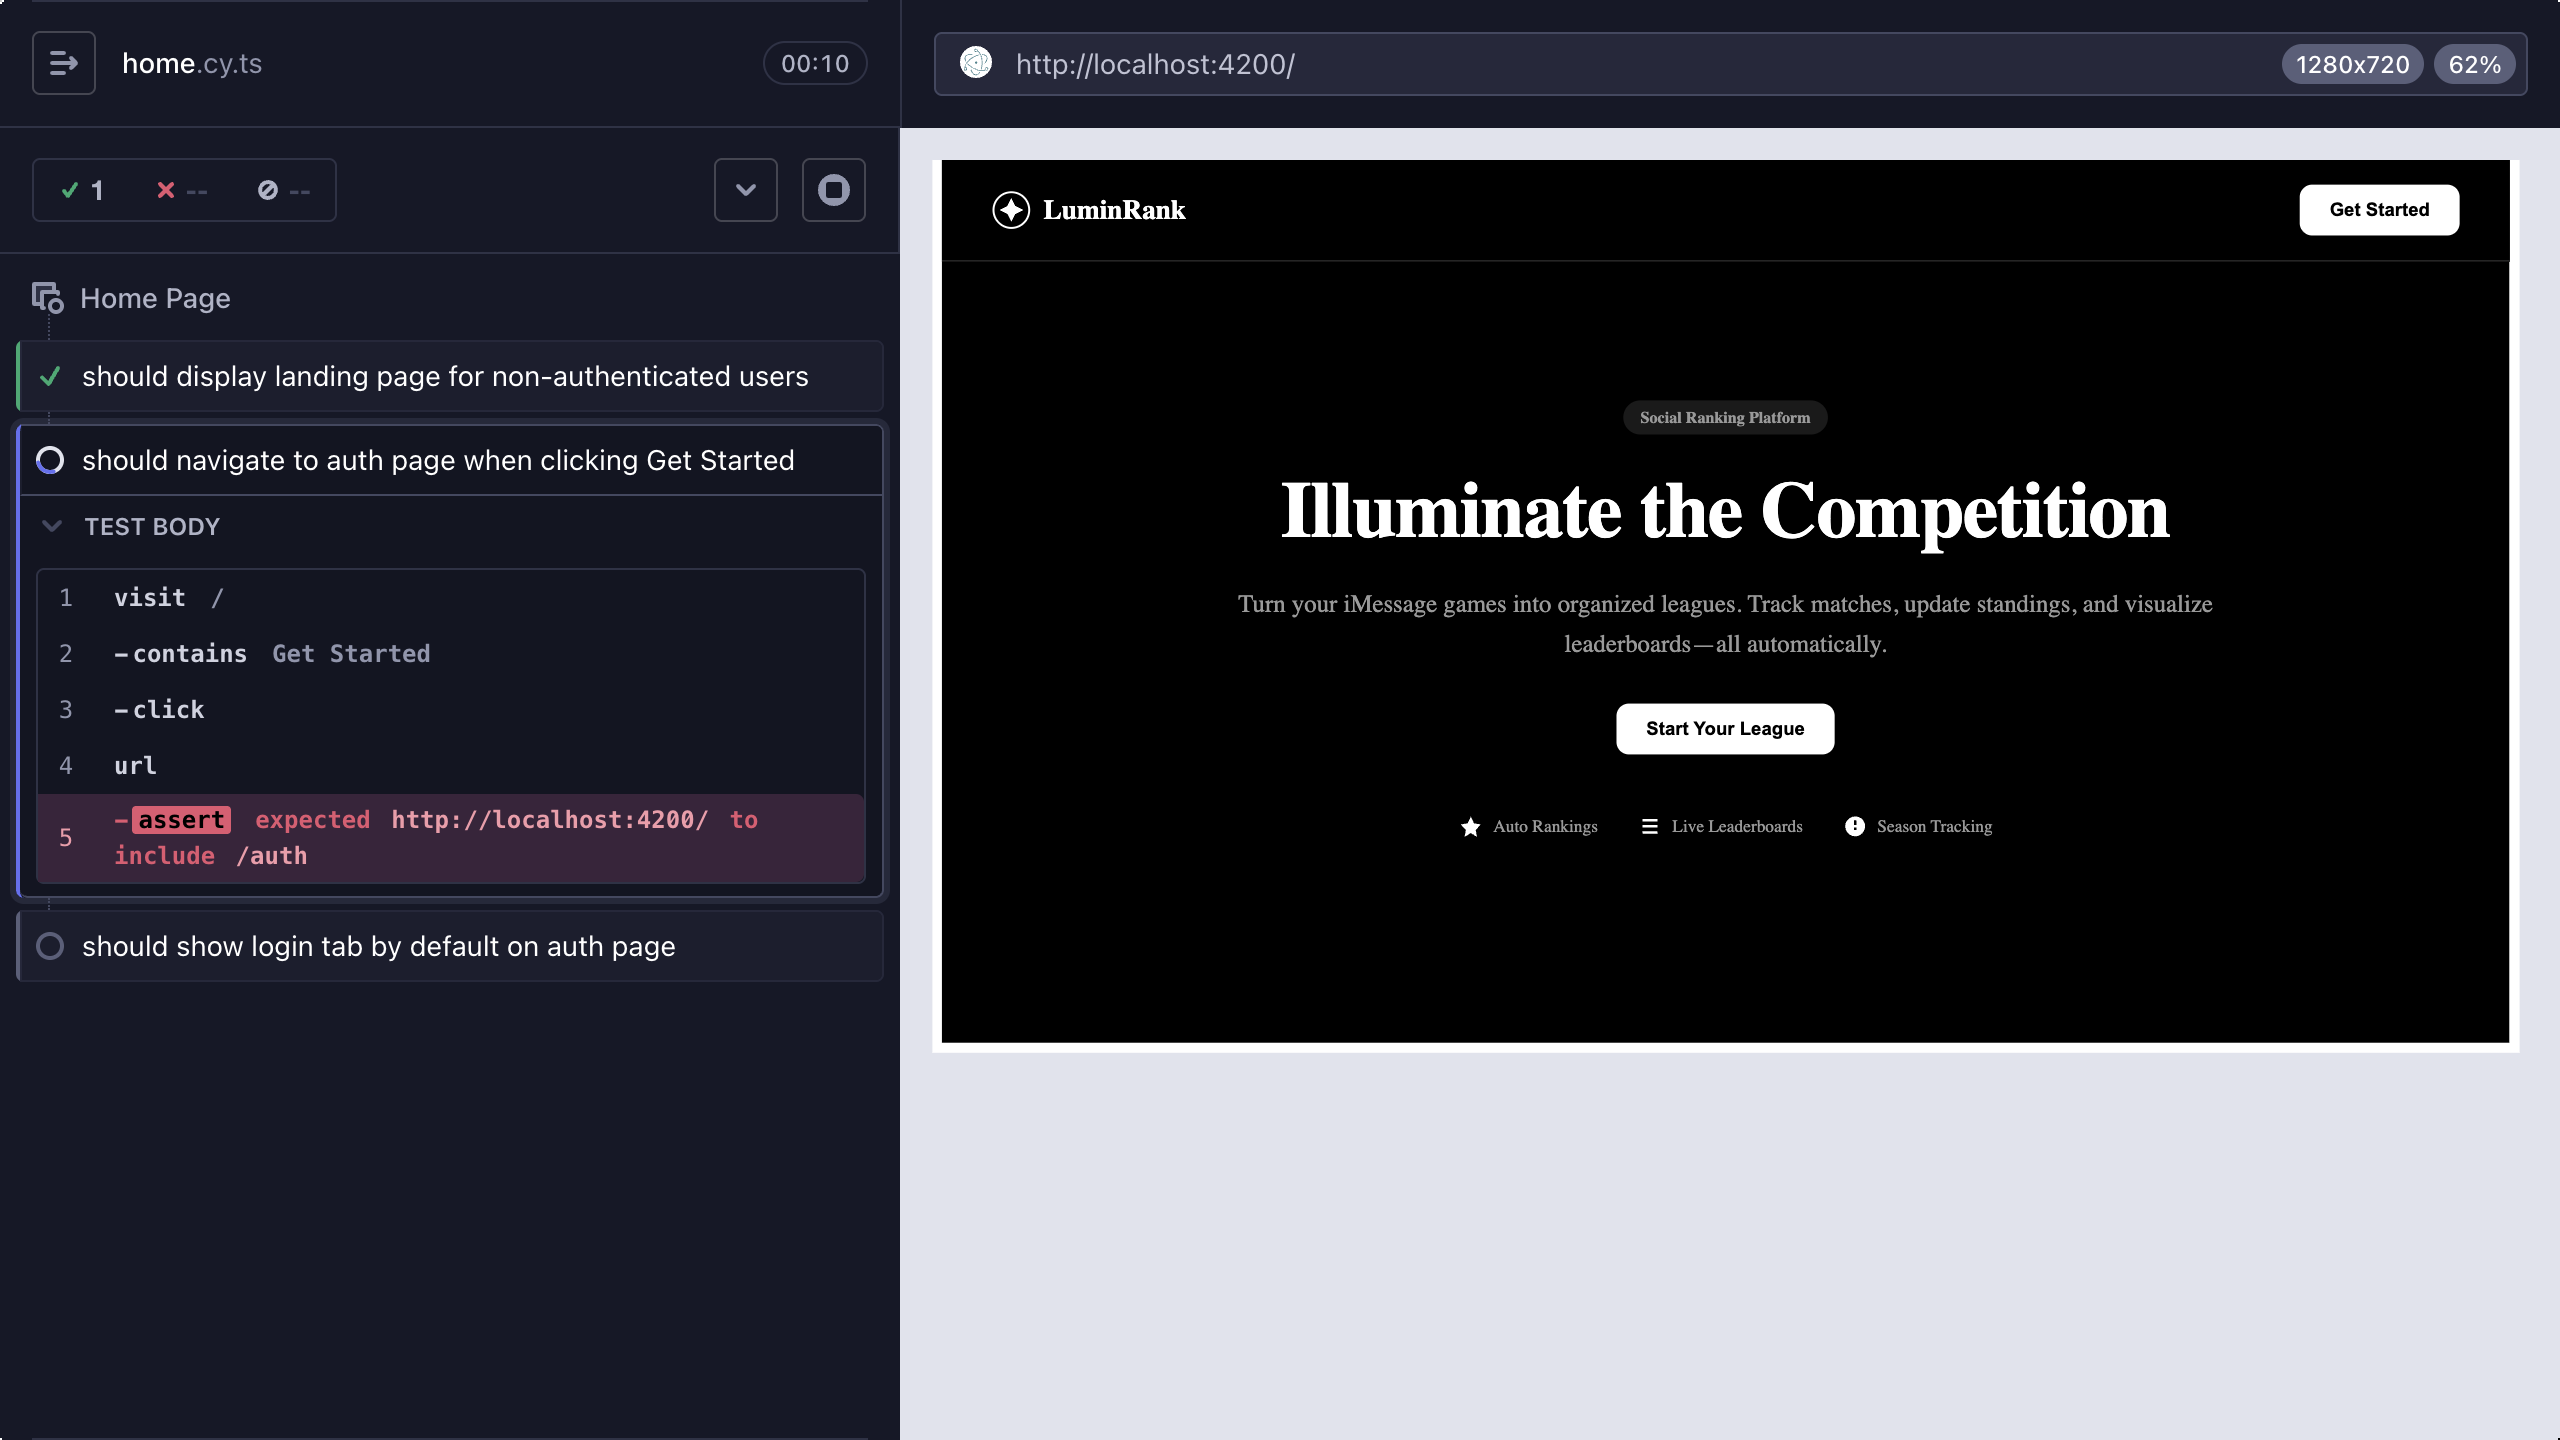 home.cy.ts
00:10
1 -- --
Home Page
should display landing page for non-authenticated users
should navigate to auth page when clicking Get Started
TEST BODY
1 visit /
2 -contains Get Started
3 -click
4 url
5 -assert expected http://localhost:4200/ to
include /auth
should show login tab by default on auth page
http://localhost:4200/
1280x720 62%
LuminRank
Get Started
Social Ranking Platform
Illuminate the Competition
Turn your iMessage games into organized leagues. Track matches, update standings, and visualize
leaderboards—all automatically.
Start Your League
Auto Rankings Live Leaderboards Season Tracking